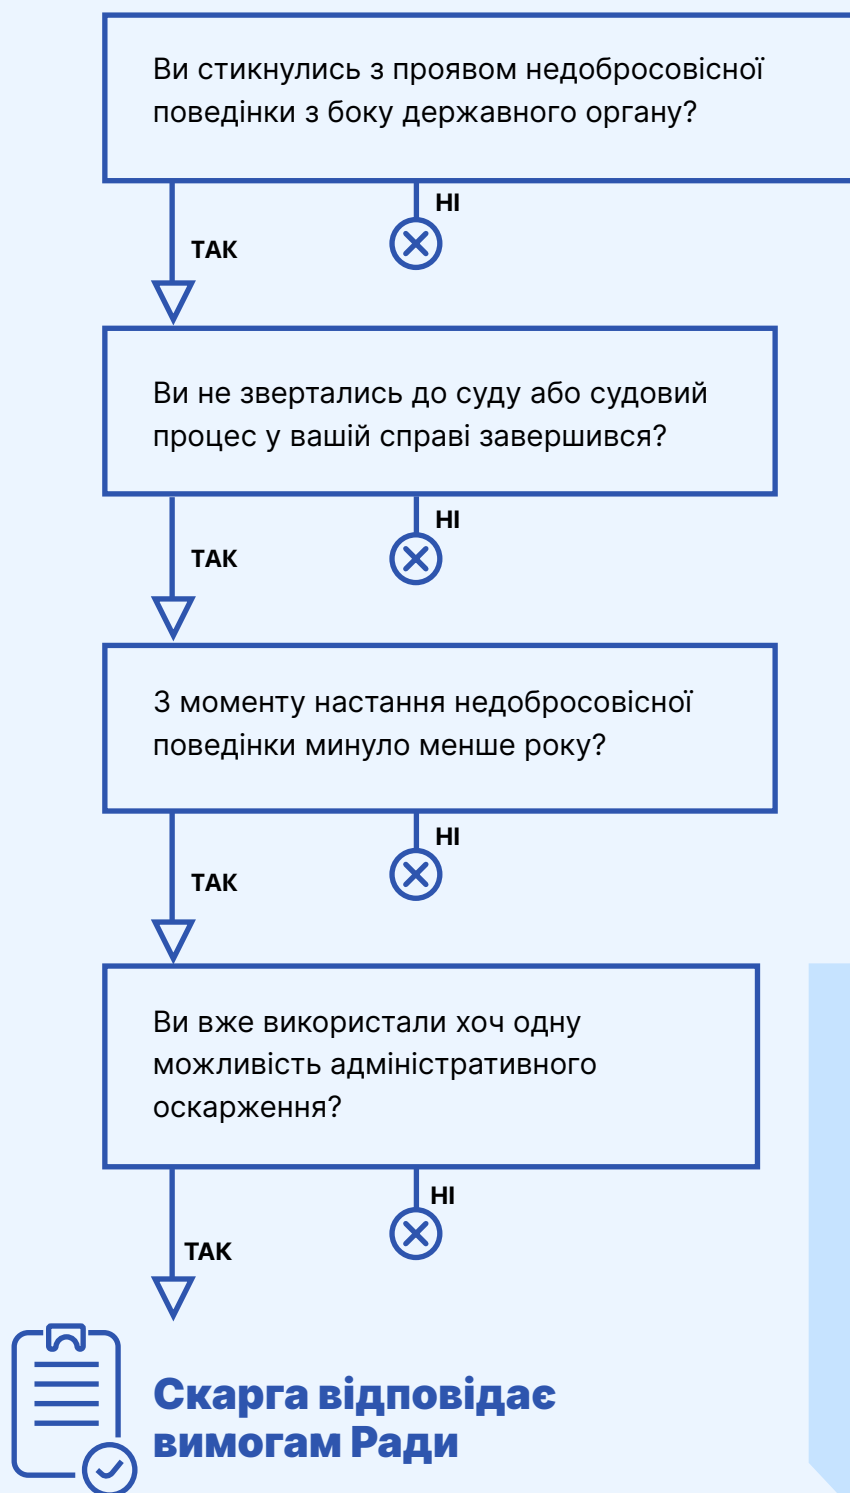 Ви стикнулись з проявом недобросовісної
поведінки з боку державного органу?
НІ
ТАК
Ви не звертались до суду або судовий
процес у вашій справі завершився?
НІ
ТАК
З моменту настання недобросовісної
поведінки минуло менше року?
НІ
ТАК
Ви вже використали хоч одну
можливість адміністративного
оскарження?
НІ
ТАК
Скарга відповідає
вимогам Ради